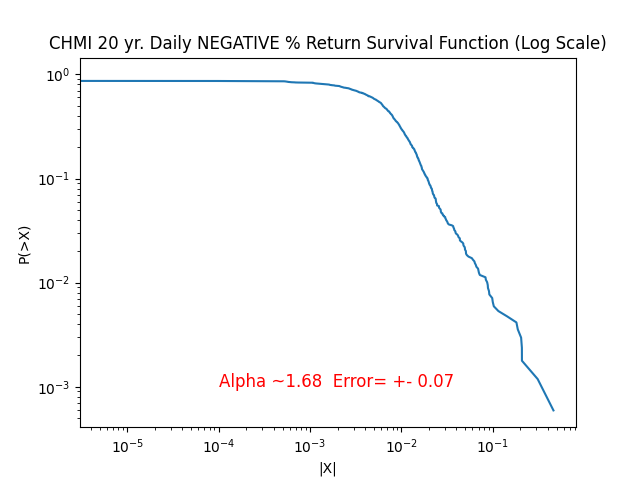 CHMI 20 yr. Daily NEGATIVE % Return Survival Function (Log Scale)
10⁰
10⁻¹
10⁻²
10⁻³
P(>X)
Alpha ~1.68  Error= +- 0.07
10⁻⁵ 10⁻⁴ 10⁻³ 10⁻² 10⁻¹
|X|